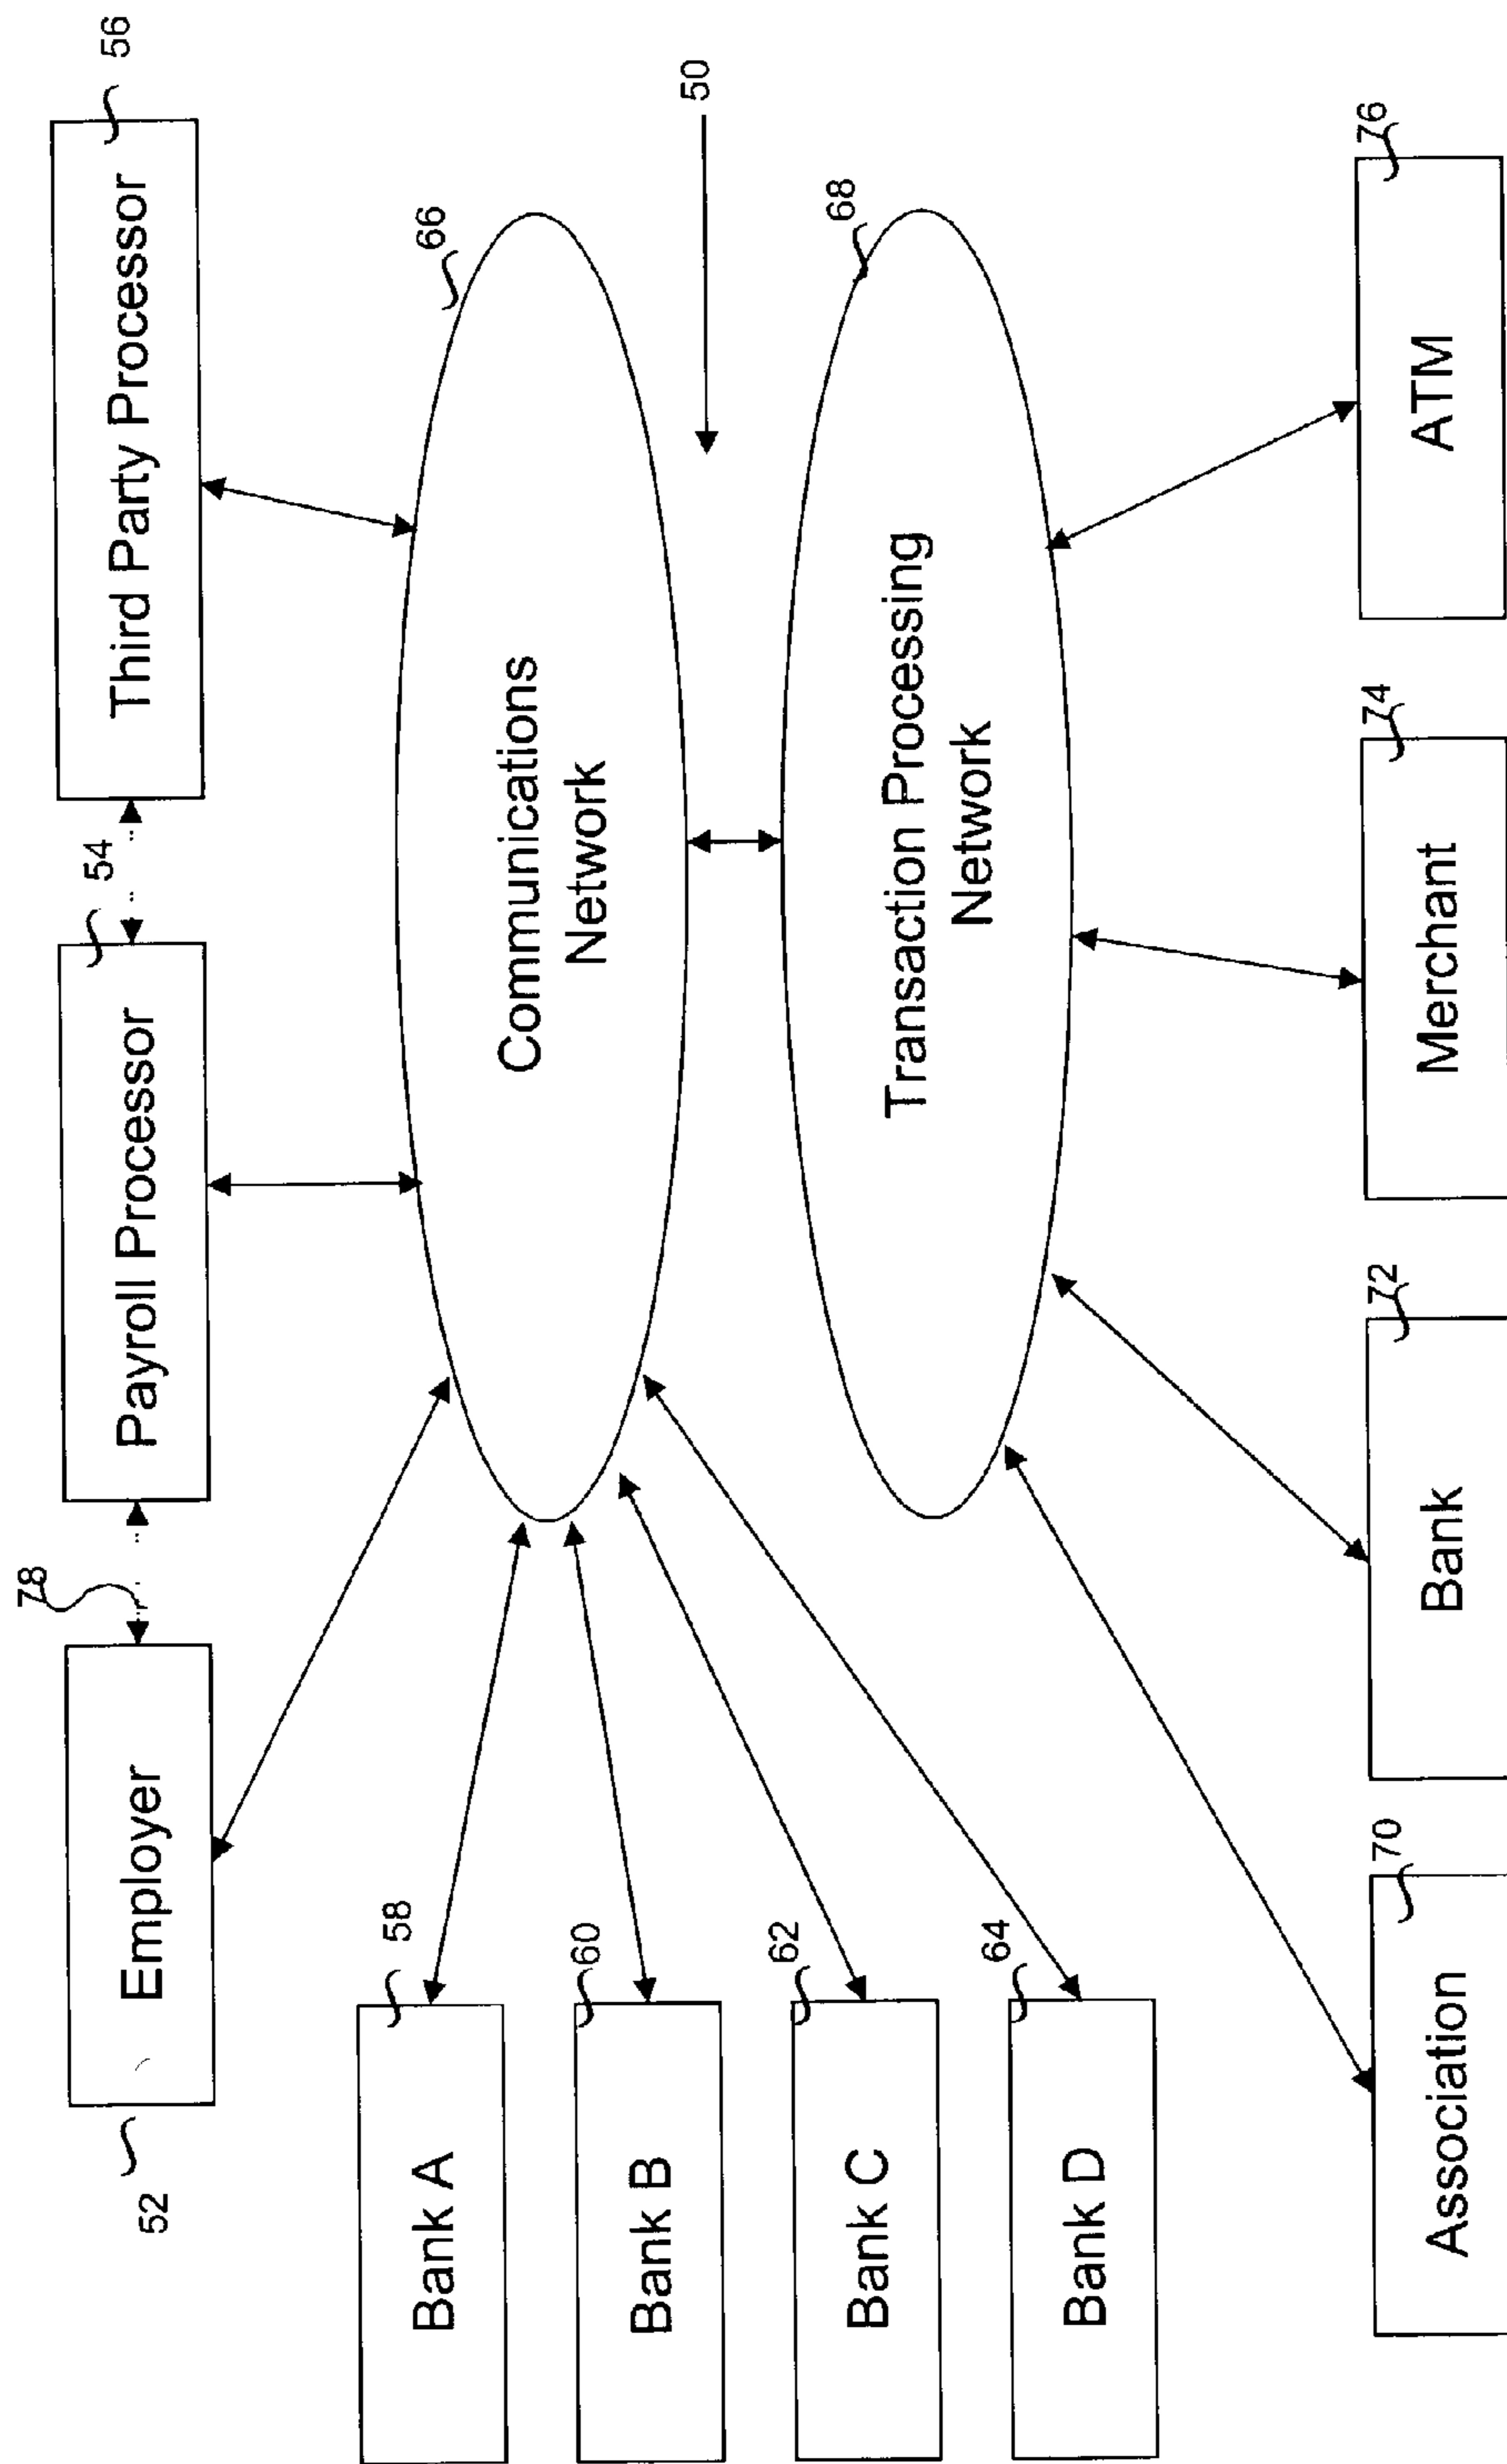 52
Employer
78
Payroll Processor
54
Third Party Processor
56
Bank A
58
Bank B
60
Bank C
62
Bank D
64
Communications
Network
66
50
Transaction Processing
Network
68
Association
70
Bank
72
Merchant
74
ATM
76